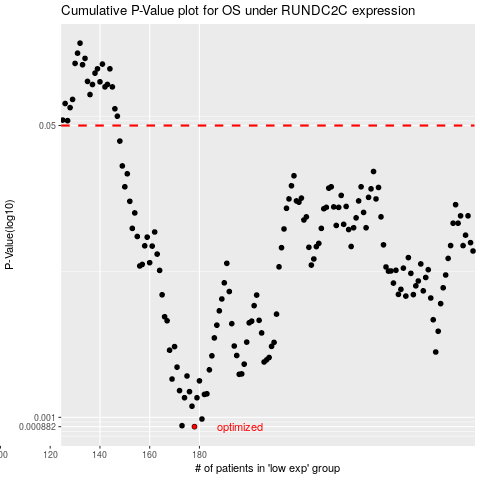 Cumulative P-Value plot for OS under RUNDC2C expression
P-Value(log10)
0.05
0.001
0.000882
optimized
00 120 140 160 180
# of patients in 'low exp' group